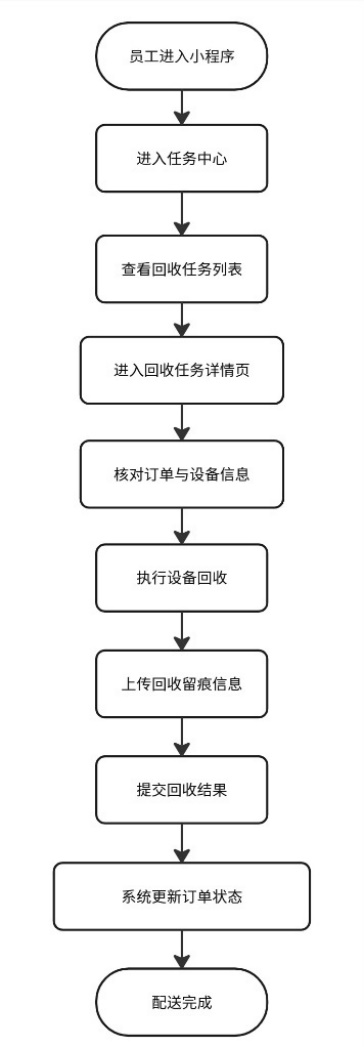 员工进入小程序
进入任务中心
查看回收任务列表
进入回收任务详情页
核对订单与设备信息
执行设备回收
上传回收留痕信息
提交回收结果
系统更新订单状态
配送完成